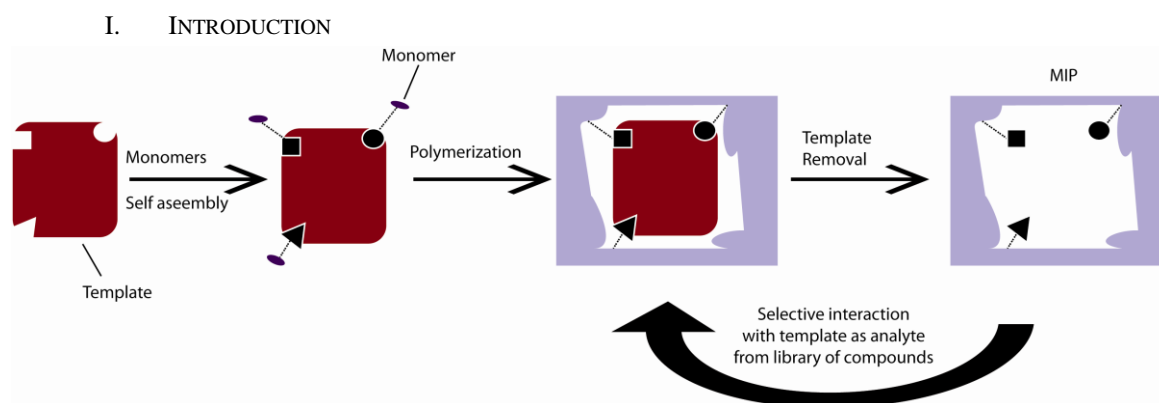 I. INTRODUCTION
Monomer
MIP
Monomers
Self aseembly
Polymerization
Template
Removal
Template
Selective interaction
with template as analyte
from library of compounds